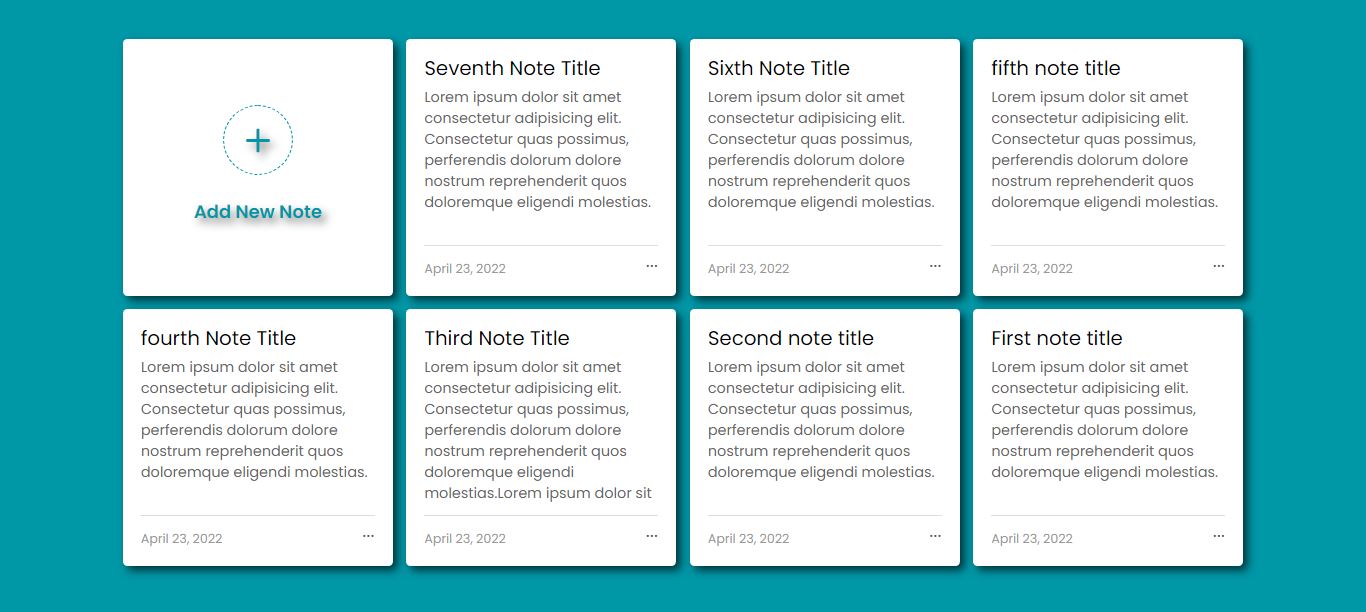 Add New Note
Seventh Note Title
Lorem ipsum dolor sit amet
consectetur adipisicing elit.
Consectetur quas possimus,
perferendis dolorum dolore
nostrum reprehenderit quos
doloremque eligendi molestias.
April 23, 2022
Sixth Note Title
Lorem ipsum dolor sit amet
consectetur adipisicing elit.
Consectetur quas possimus,
perferendis dolorum dolore
nostrum reprehenderit quos
doloremque eligendi molestias.
April 23, 2022
fifth note title
Lorem ipsum dolor sit amet
consectetur adipisicing elit.
Consectetur quas possimus,
perferendis dolorum dolore
nostrum reprehenderit quos
doloremque eligendi molestias.
April 23, 2022
fourth Note Title
Lorem ipsum dolor sit amet
consectetur adipisicing elit.
Consectetur quas possimus,
perferendis dolorum dolore
nostrum reprehenderit quos
doloremque eligendi molestias.
April 23, 2022
Third Note Title
Lorem ipsum dolor sit amet
consectetur adipisicing elit.
Consectetur quas possimus,
perferendis dolorum dolore
nostrum reprehenderit quos
doloremque eligendi
molestias.Lorem ipsum dolor sit
April 23, 2022
Second note title
Lorem ipsum dolor sit amet
consectetur adipisicing elit.
Consectetur quas possimus,
perferendis dolorum dolore
nostrum reprehenderit quos
doloremque eligendi molestias.
April 23, 2022
First note title
Lorem ipsum dolor sit amet
consectetur adipisicing elit.
Consectetur quas possimus,
perferendis dolorum dolore
nostrum reprehenderit quos
doloremque eligendi molestias.
April 23, 2022